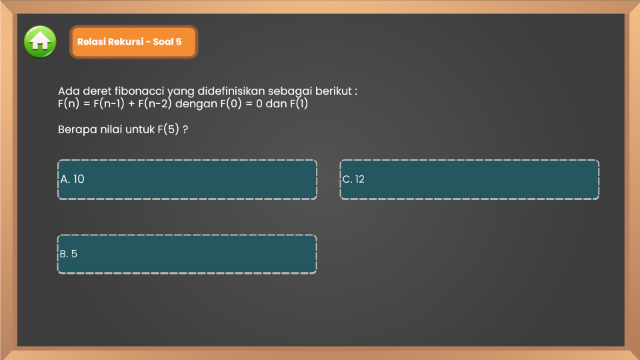 Relasi Rekursi - Soal 5
Ada deret fibonacci yang didefinisikan sebagai berikut :
F(n) = F(n-1) + F(n-2) dengan F(0) = 0 dan F(1)
Berapa nilai untuk F(5) ?
A. 10
C. 12
B. 5